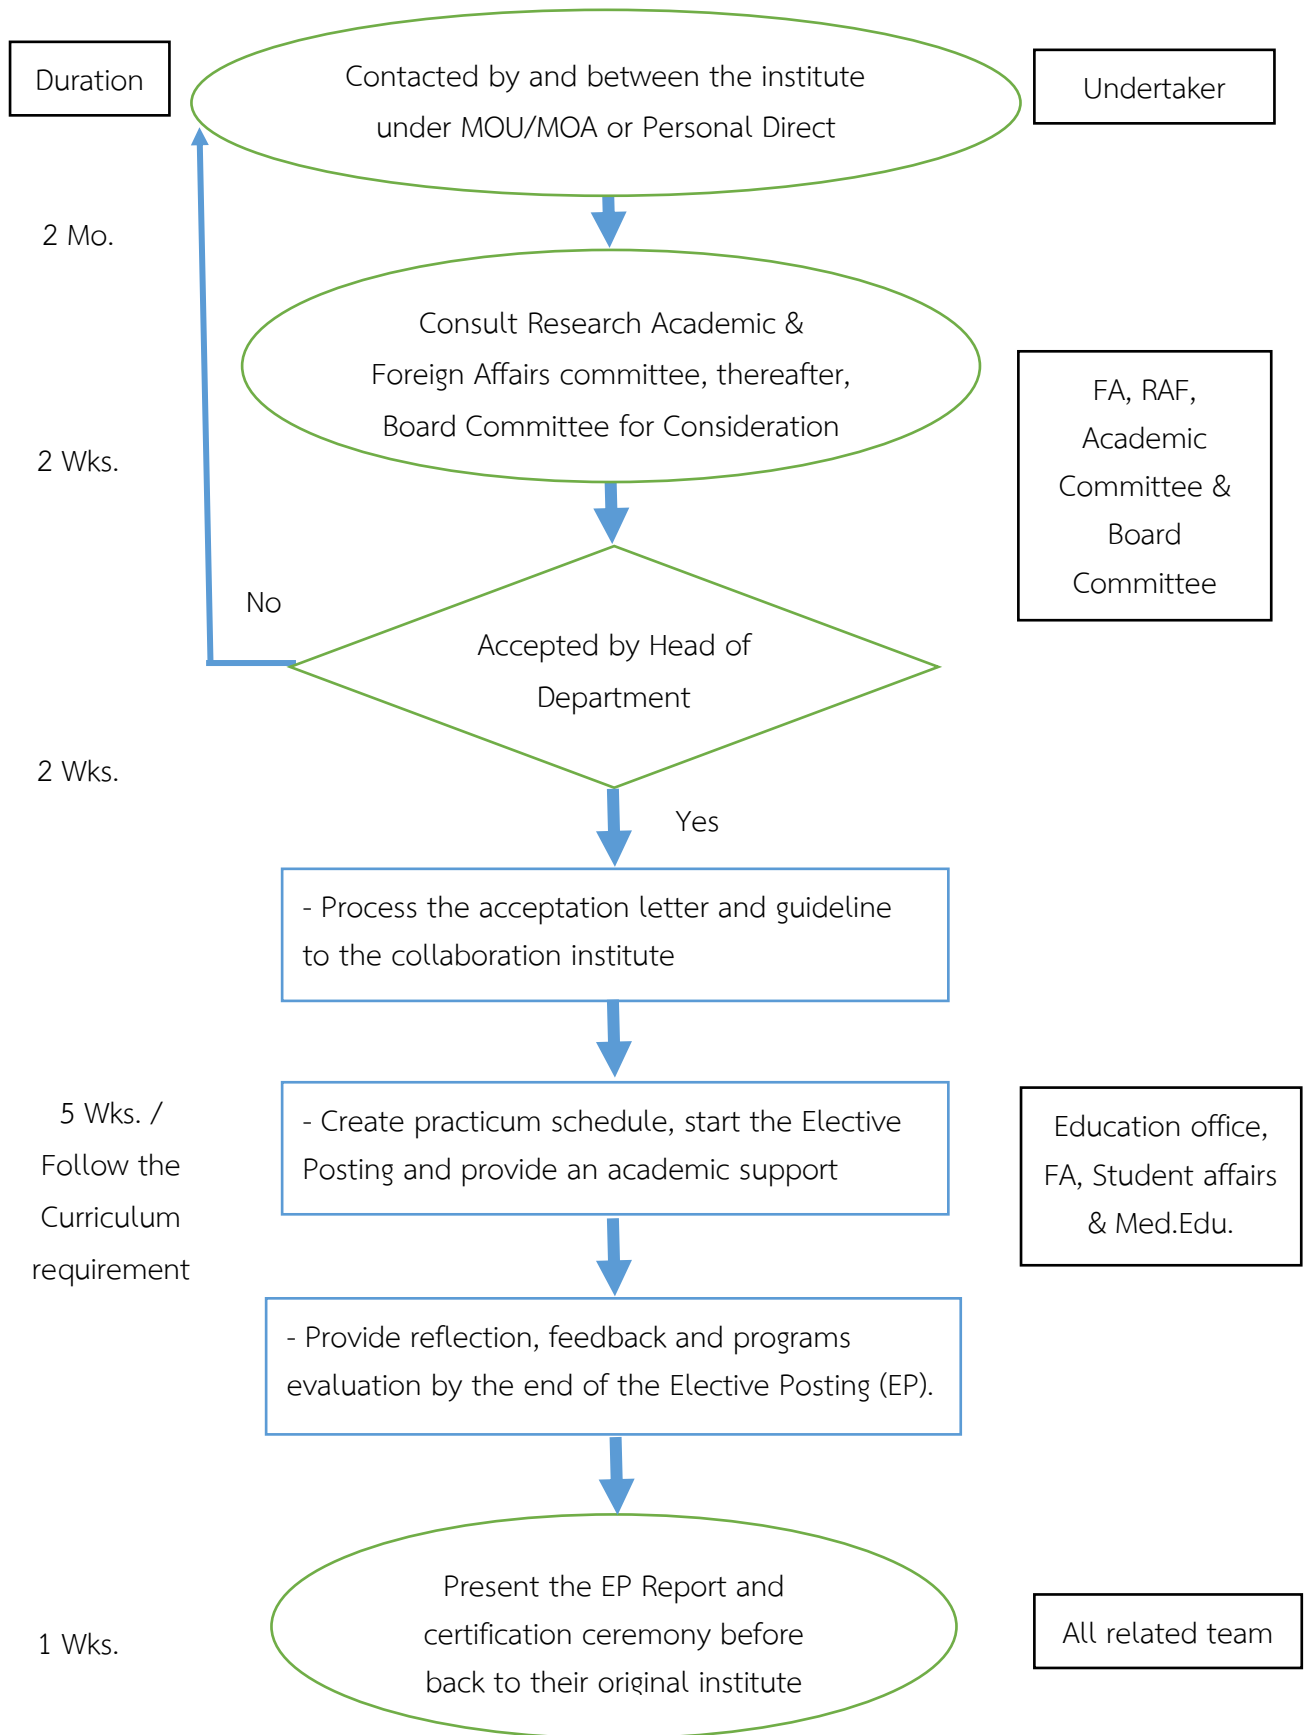 Duration
Contacted by and between the institute
under MOU/MOA or Personal Direct
Undertaker
2 Mo.
Consult Research Academic &
Foreign Affairs committee, thereafter,
Board Committee for Consideration
2 Wks.
FA, RAF,
Academic
Committee &
Board
Committee
No
Accepted by Head of
Department
2 Wks.
Yes
- Process the acceptation letter and guideline
to the collaboration institute
5 Wks. /
Follow the
Curriculum
requirement
- Create practicum schedule, start the Elective
Posting and provide an academic support
Education office,
FA, Student affairs
& Med.Edu.
- Provide reflection, feedback and programs
evaluation by the end of the Elective Posting (EP).
1 Wks.
Present the EP Report and
certification ceremony before
back to their original institute
All related team